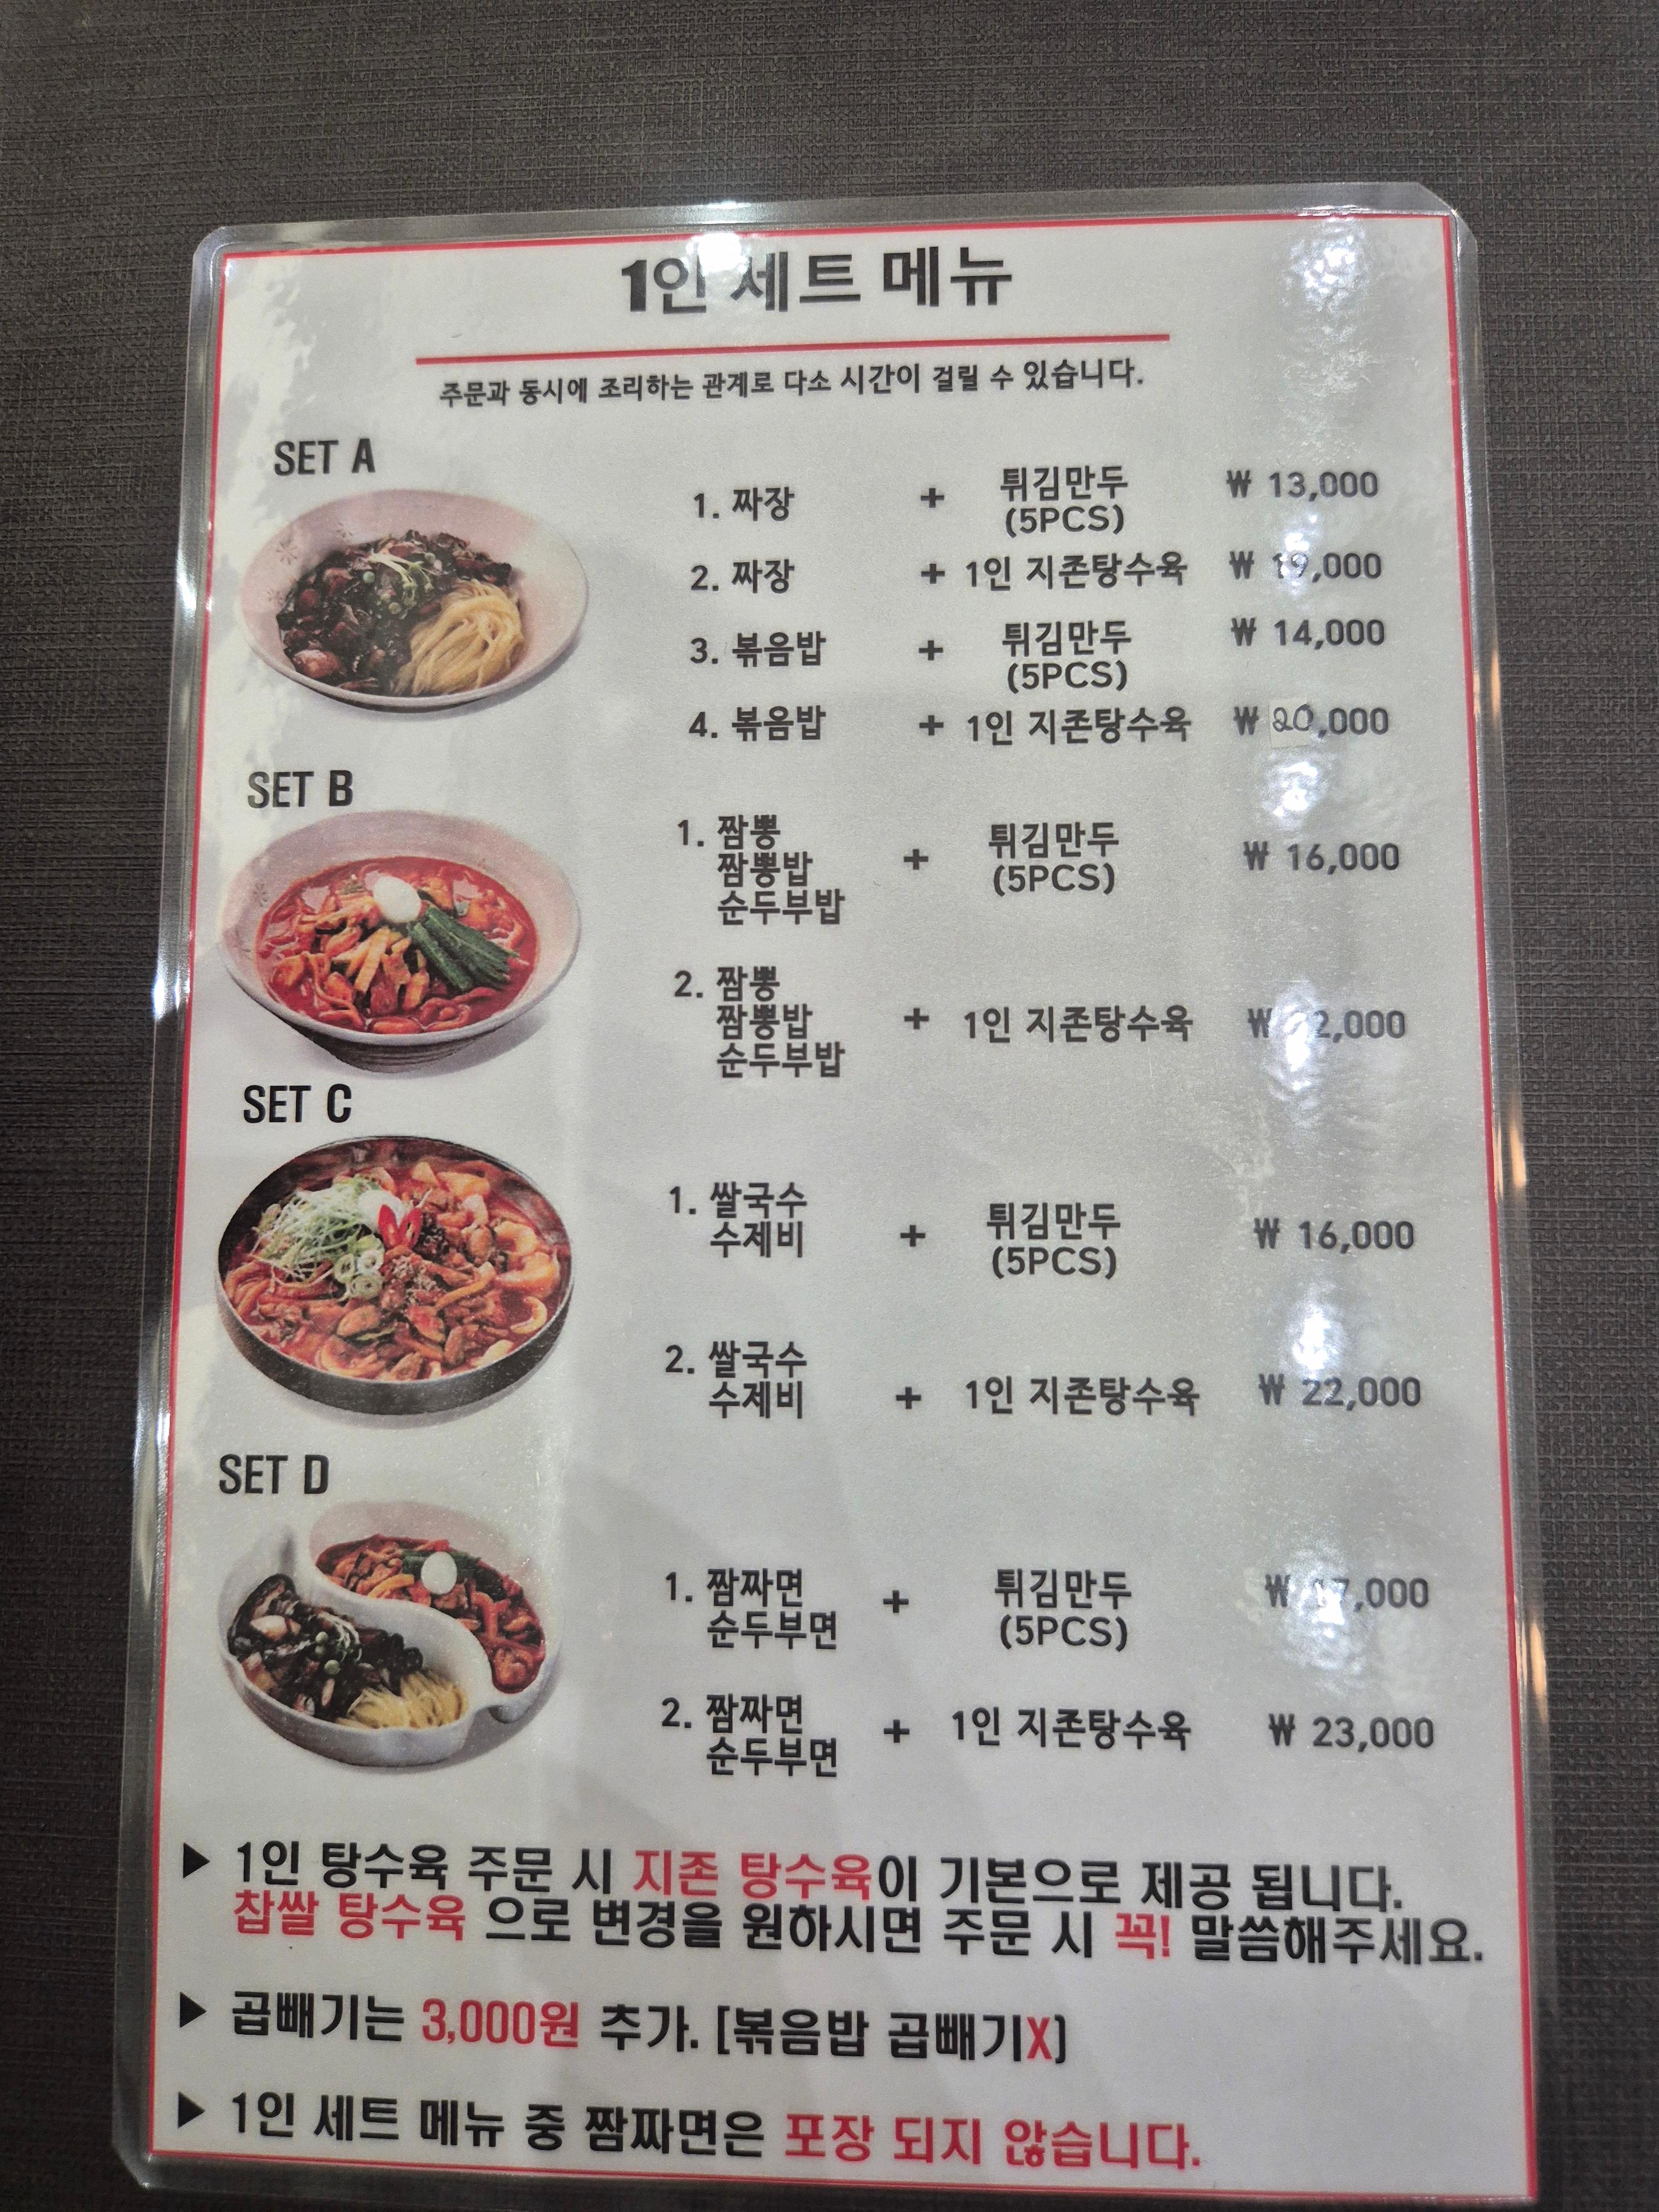 1인 세트 메뉴
주문과 동시에 조리하는 관계로 다소 시간이 걸릴 수 있습니다.
SET A
1. 짜장 + 튀김만두 (5PCS) ₩ 13,000
2. 짜장 + 1인 지존탕수육 ₩ 19,000
3. 볶음밥 + 튀김만두 (5PCS) ₩ 14,000
4. 볶음밥 + 1인 지존탕수육 ₩ 20,000
SET B
1. 짬뽕
짬뽕밥 + 튀김만두 (5PCS) ₩ 16,000
순두부밥
2. 짬뽕
짬뽕밥 + 1인 지존탕수육 ₩
순두부밥
SET C
1. 쌀국수
수제비 + 튀김만두 (5PCS) ₩ 16,000
2. 쌀국수
수제비 + 1인 지존탕수육 ₩ 22,000
SET D
1. 짬짜면
순두부면 + 튀김만두 (5PCS) ₩
2. 짬짜면
순두부면 + 1인 지존탕수육 ₩ 23,000
▶ 1인 탕수육 주문 시 지존 탕수육이 기본으로 제공 됩니다.
찹쌀 탕수육 으로 변경을 원하시면 주문 시 꼭! 말씀해주세요.
▶ 곱빼기는 3,000원 추가. [볶음밥 곱빼기X]
▶ 1인 세트 메뉴 중 짬짜면은 포장 되지 않습니다.